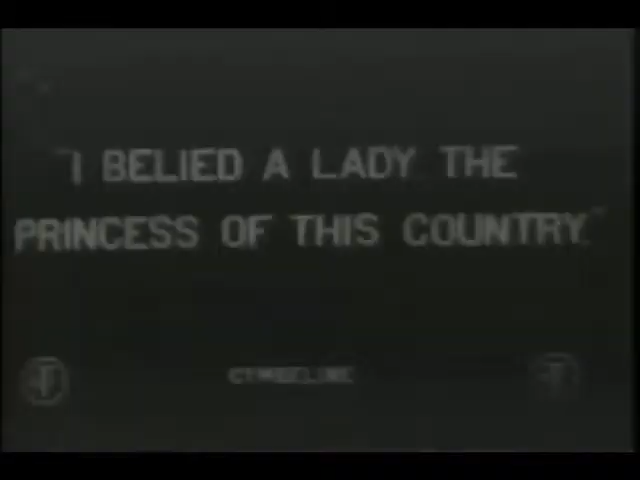 "I BELIED A LADY THE
PRINCESS OF THIS COUNTRY."
CYMBELINE